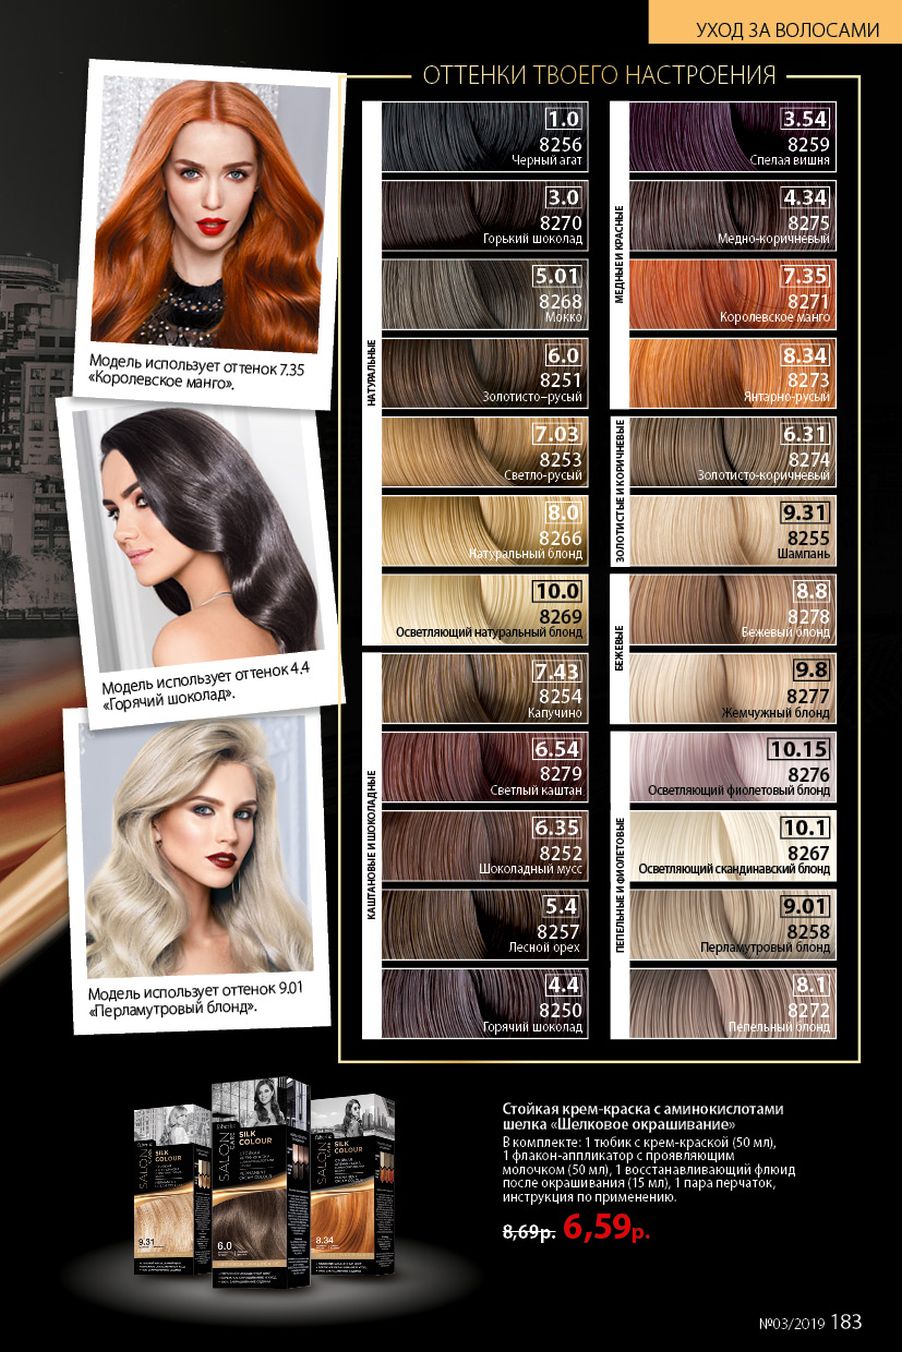 УХОД ЗА ВОЛОСАМИ
ОТТЕНКИ ТВОЕГО НАСТРОЕНИЯ
Модель использует оттенок 7.35
«Королевское манго».
Модель использует оттенок 4.4
«Горячий шоколад».
Модель использует оттенок 9.01
«Перламутровый блонд».
НАТУРАЛЬНЫЕ
1.0
8256
Черный агат
3.0
8270
Горький шоколад
5.01
8268
Мокко
6.0
8251
Золотисто–русый
7.03
8253
Светло-русый
8.0
8266
Натуральный блонд
10.0
8269
Осветляющий натуральный блонд
КАШТАНОВЫЕ И ШОКОЛАДНЫЕ
7.43
8254
Капучино
6.54
8279
Светлый каштан
6.35
8252
Шоколадный мусс
5.4
8257
Лесной орех
4.4
8250
Горячий шоколад
МЕДНЫЕ И КРАСНЫЕ
3.54
8259
Спелая вишня
4.34
8275
Медно-коричневый
7.35
8271
Королевское манго
8.34
8273
Янтарно-русый
ЗОЛОТИСТЫЕ И КОРИЧНЕВЫЕ
6.31
8274
Золотисто-коричневый
9.31
8255
Шампань
БЕЖЕВЫЕ
8.8
8278
Бежевый блонд
9.8
8277
Жемчужный блонд
ПЕПЕЛЬНЫЕ И ФИОЛЕТОВЫЕ
10.15
8276
Осветляющий фиолетовый блонд
10.1
8267
Осветляющий скандинавский блонд
9.01
8258
Перламутровый блонд
8.1
8272
Пепельный блонд
SALON
CARE
SILK
COLOUR
9.31
faberlic
SALON
CARE
SILK
COLOUR
6.0
SALON
CARE
SILK
COLOUR
8.34
Стойкая крем-краска с аминокислотами
шелка «Шелковое окрашивание»
В комплекте: 1 тюбик с крем-краской (50 мл),
1 флакон-аппликатор с проявляющим
молочком (50 мл), 1 восстанавливающий флюид
после окрашивания (15 мл), 1 пара перчаток,
инструкция по применению.
8,69р. 6,59р.
№03/2019 183